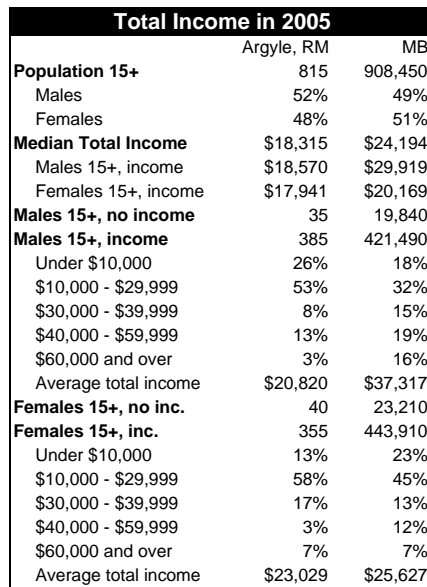 Total Income in 2005
Argyle, RM MB
Population 15+ 815 908,450
Males 52% 49%
Females 48% 51%
Median Total Income $18,315 $24,194
Males 15+, income $18,570 $29,919
Females 15+, income $17,941 $20,169
Males 15+, no income 35 19,840
Males 15+, income 385 421,490
Under $10,000 26% 18%
$10,000 - $29,999 53% 32%
$30,000 - $39,999 8% 15%
$40,000 - $59,999 13% 19%
$60,000 and over 3% 16%
Average total income $20,820 $37,317
Females 15+, no inc. 40 23,210
Females 15+, inc. 355 443,910
Under $10,000 13% 23%
$10,000 - $29,999 58% 45%
$30,000 - $39,999 17% 13%
$40,000 - $59,999 3% 12%
$60,000 and over 7% 7%
Average total income $23,029 $25,627